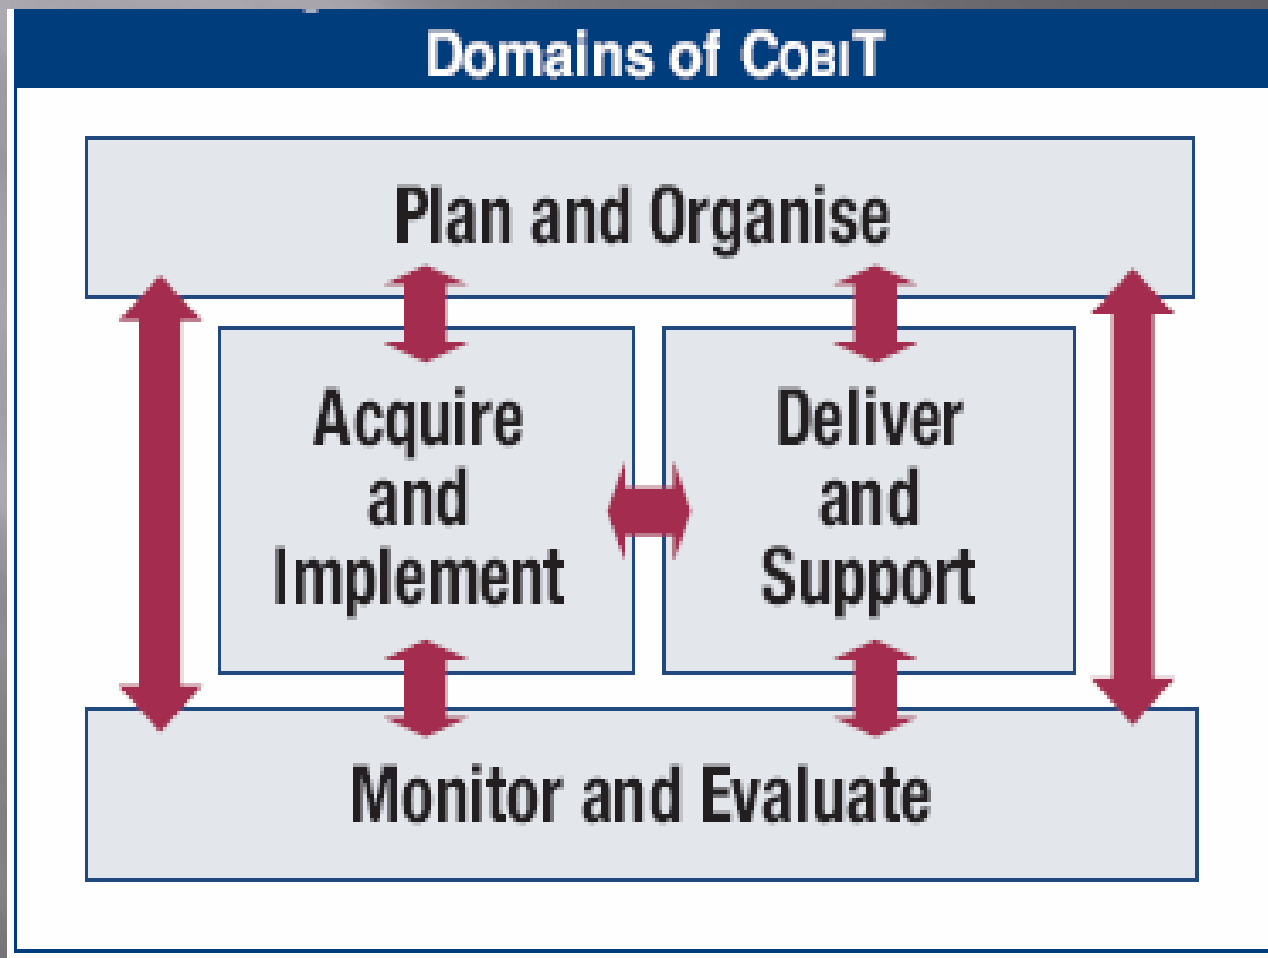 Domains of COBIT
Plan and Organise
Acquire
and
Implement
Deliver
and
Support
Monitor and Evaluate